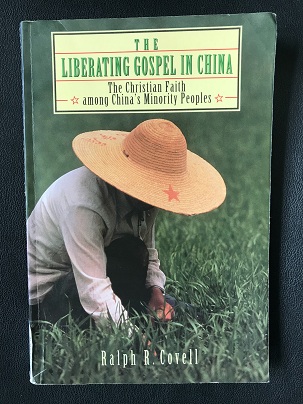 THE
LIBERATING GOSPEL IN CHINA
The Christian Faith
among China's Minority Peoples
Ralph R. Covell